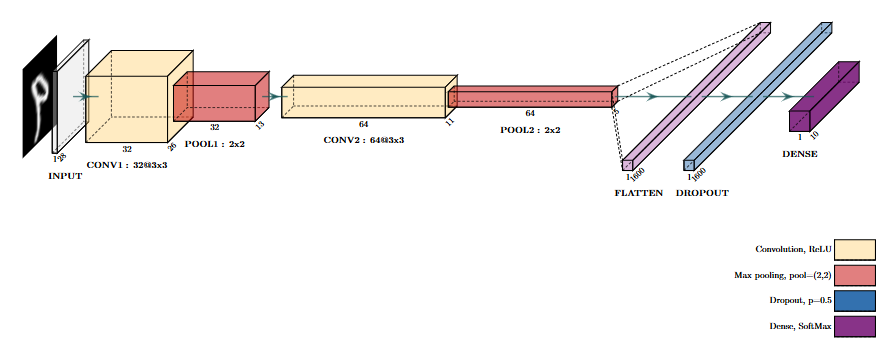 1 28
INPUT
32 26
CONV1 : 32@3x3
32 13
POOL1 : 2x2
64 11
CONV2 : 64@3x3
64 5
POOL2 : 2x2
1 1600
FLATTEN
1 1600
DROPOUT
1 10
DENSE
Convolution, ReLU
Max pooling, pool=(2,2)
Dropout, p=0.5
Dense, SoftMax